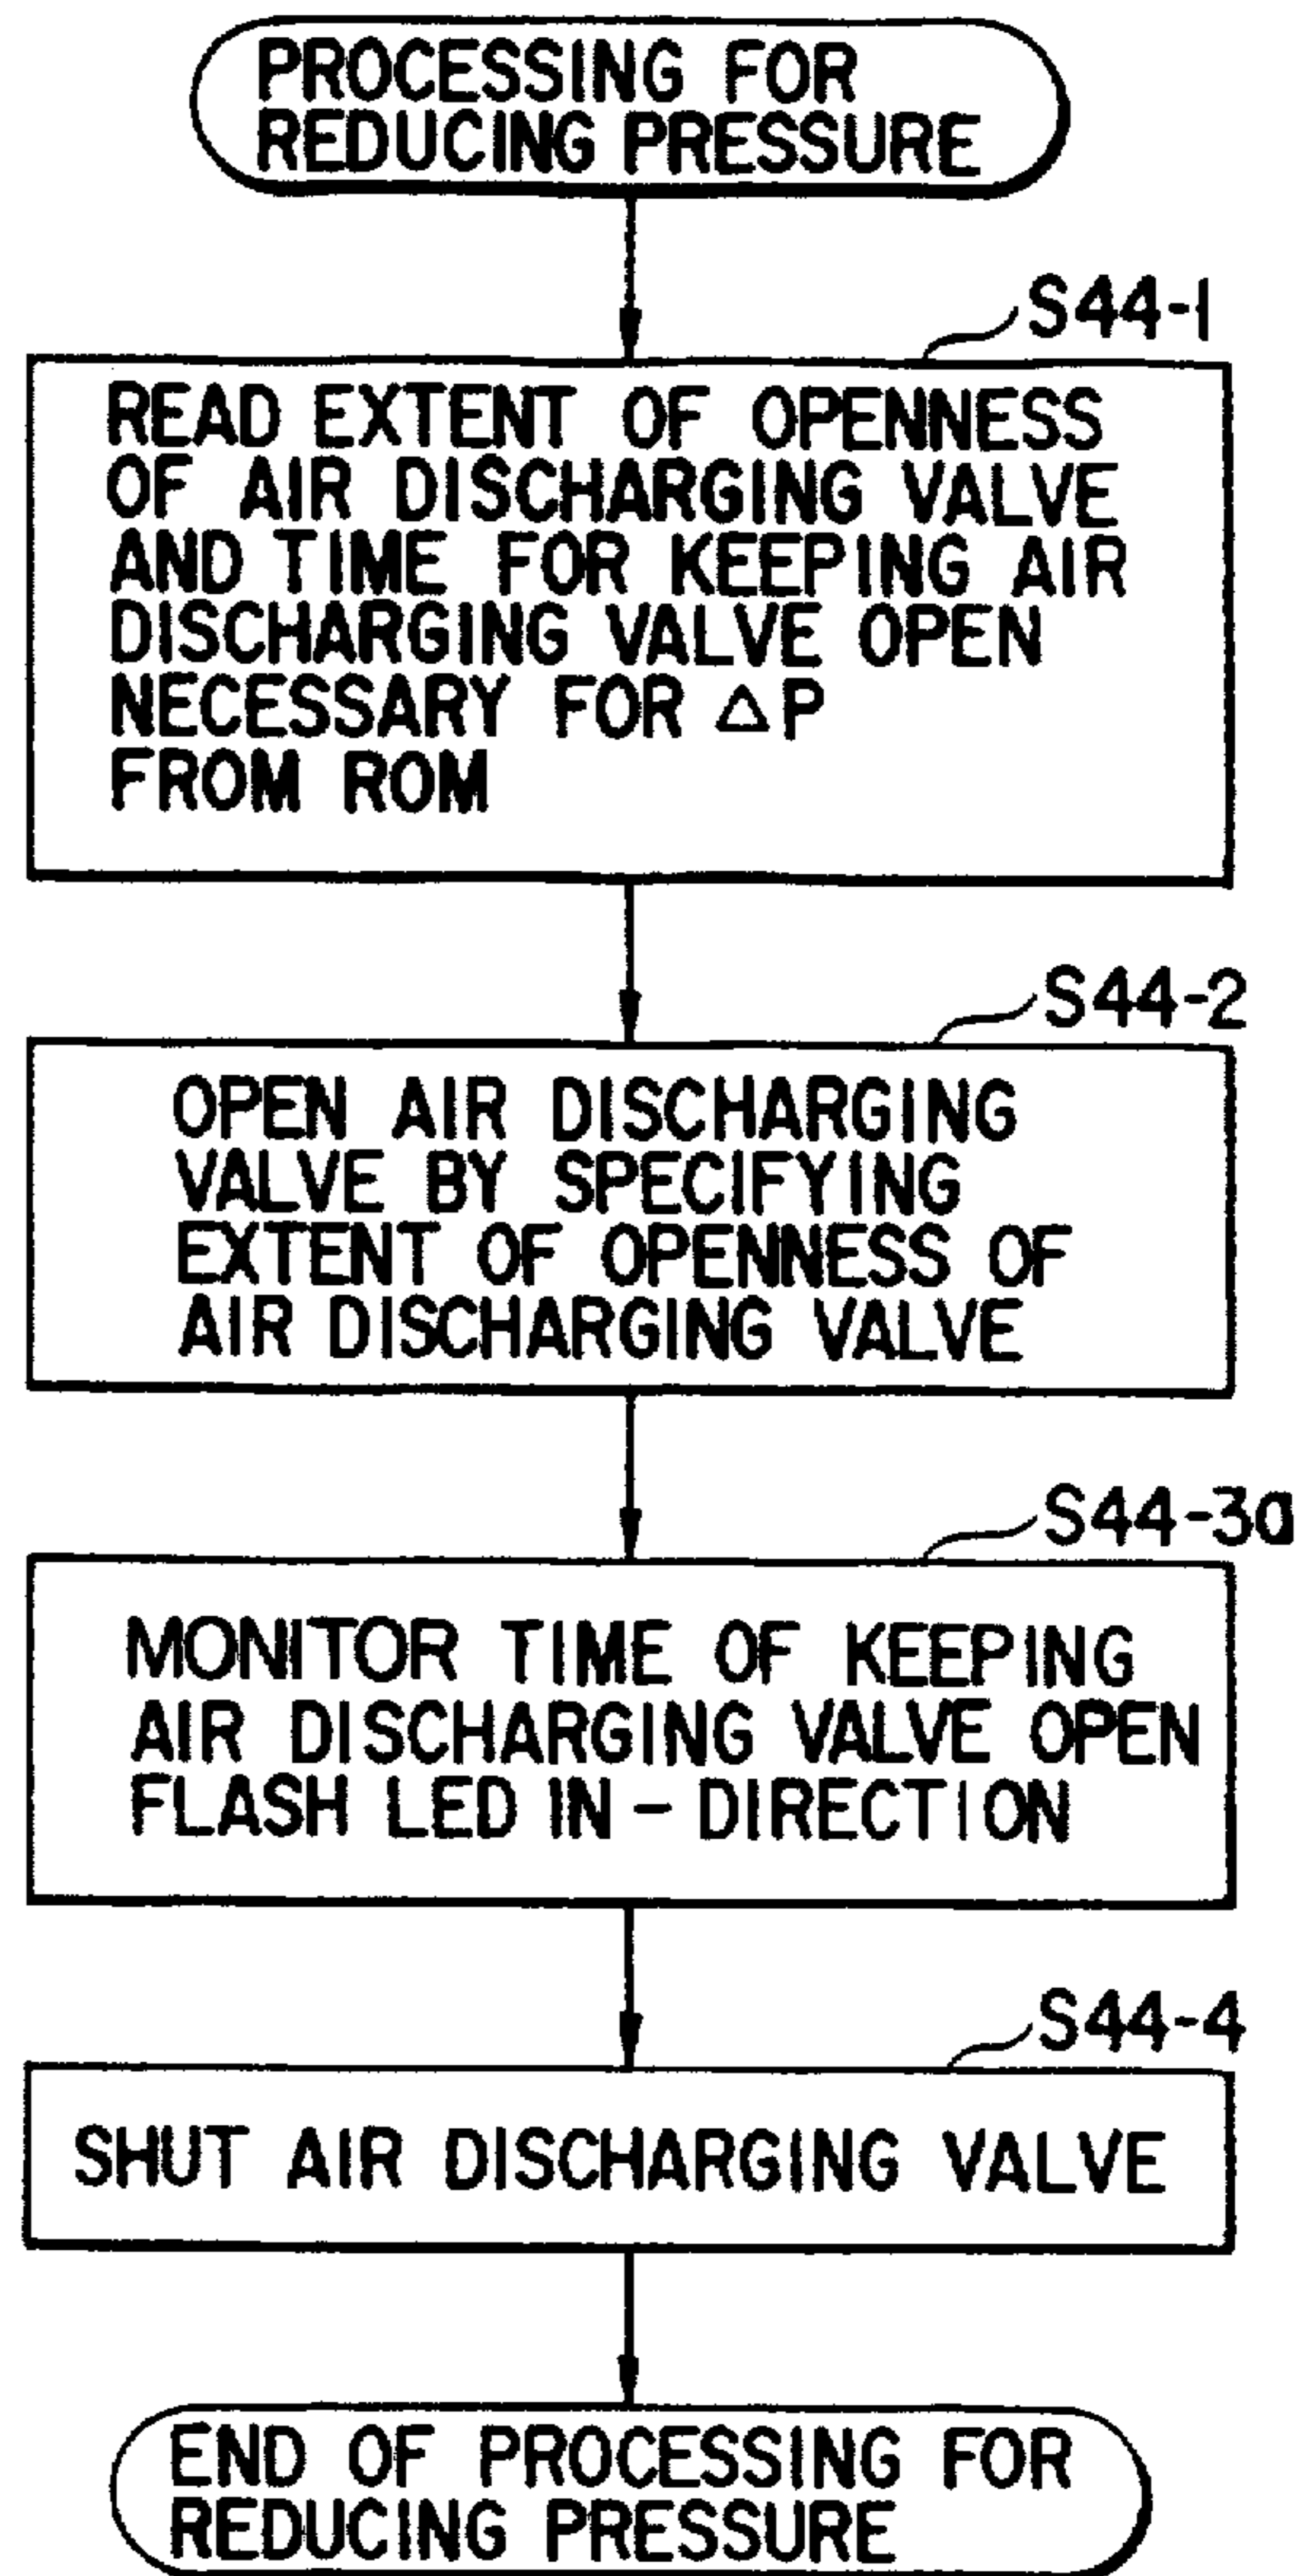 PROCESSING FOR
REDUCING PRESSURE
S44-1
READ EXTENT OF OPENNESS
OF AIR DISCHARGING VALVE
AND TIME FOR KEEPING AIR
DISCHARGING VALVE OPEN
NECESSARY FOR △P
FROM ROM
S44-2
OPEN AIR DISCHARGING
VALVE BY SPECIFYING
EXTENT OF OPENNESS OF
AIR DISCHARGING VALVE
S44-3a
MONITOR TIME OF KEEPING
AIR DISCHARGING VALVE OPEN
FLASH LED IN - DIRECTION
S44-4
SHUT AIR DISCHARGING VALVE
END OF PROCESSING FOR
REDUCING PRESSURE